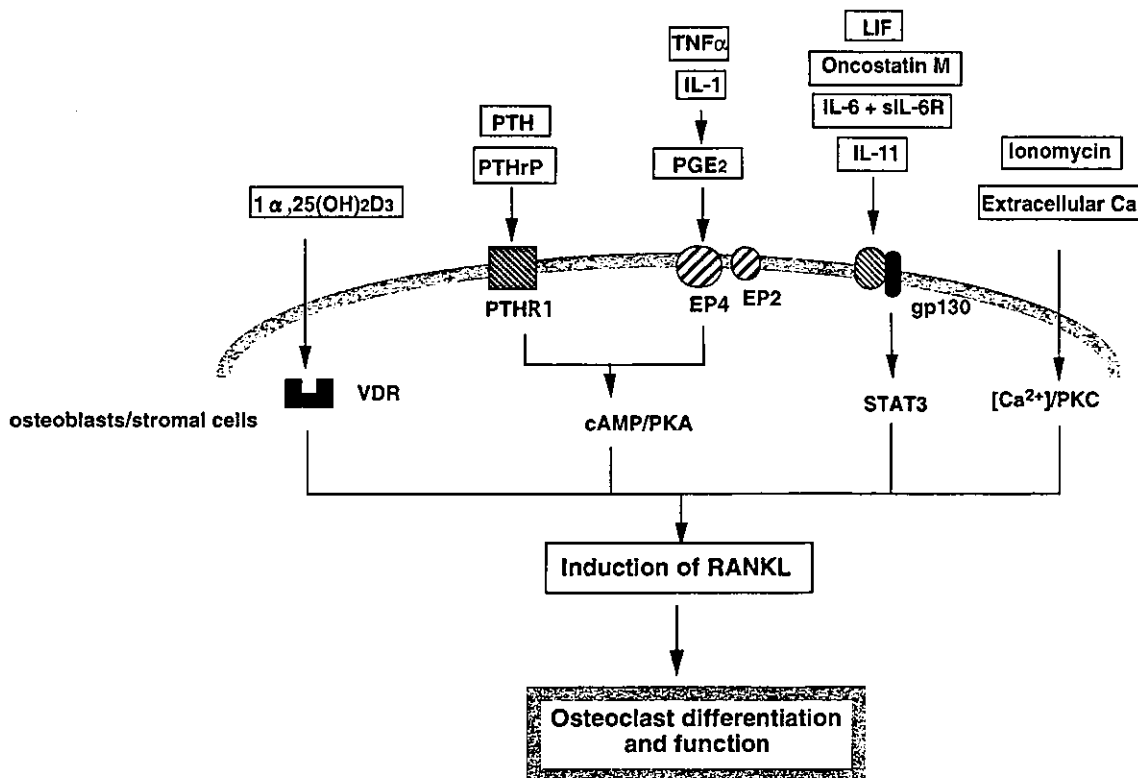 LIF
TNFα
Oncostatin M
IL-1
IL-6 + sIL-6R
PTH
IL-11
Ionomycin
PTHrP
PGE2
1α,25(OH)2D3
Extracellular Ca
PTHR1
EP4
EP2
gp130
VDR
osteoblasts/stromal cells
cAMP/PKA
STAT3
[Ca2+]/PKC
Induction of RANKL
Osteoclast differentiation
and function